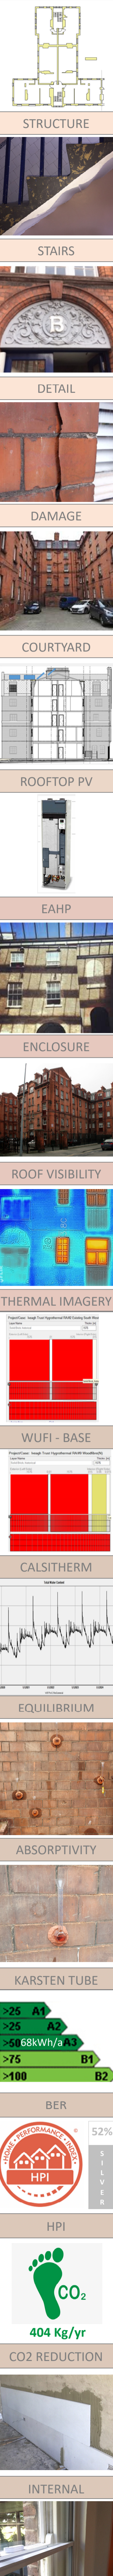 STRUCTURE
STAIRS
B
DETAIL
DAMAGE
COURTYARD
ROOFTOP PV
EAHP
ENCLOSURE
ROOF VISIBILITY
THERMAL IMAGERY
WUFI - BASE
CALSITHERM
EQUILIBRIUM
ABSORPTIVITY
KARSTEN TUBE
>25 A1
>25 A2
>50 68kWh/a A3
>75 B1
>100 B2
BER
HOME • PERFORMANCE • INDEX
HPI
®
52%
SILVER
HPI
CO2
404 Kg/yr
CO2 REDUCTION
INTERNAL